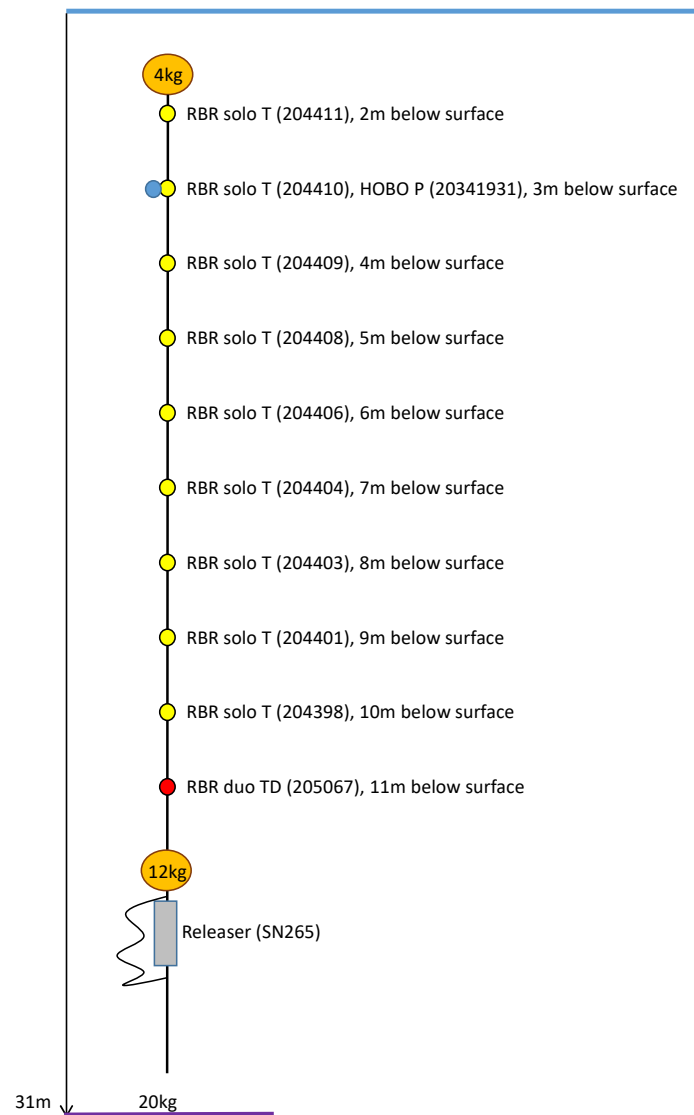 4kg
RBR solo T (204411), 2m below surface
RBR solo T (204410), HOBO P (20341931), 3m below surface
RBR solo T (204409), 4m below surface
RBR solo T (204408), 5m below surface
RBR solo T (204406), 6m below surface
RBR solo T (204404), 7m below surface
RBR solo T (204403), 8m below surface
RBR solo T (204401), 9m below surface
RBR solo T (204398), 10m below surface
RBR duo TD (205067), 11m below surface
12kg
Releaser (SN265)
31m
20kg